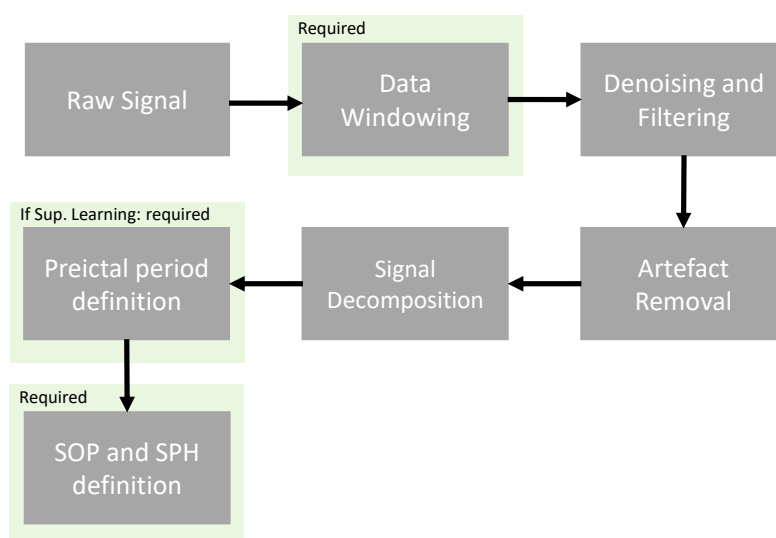 Required
Raw Signal
Data
Windowing
Denoising and
Filtering
If Sup. Learning: required
Preictal period
definition
Signal
Decomposition
Artefact
Removal
Required
SOP and SPH
definition